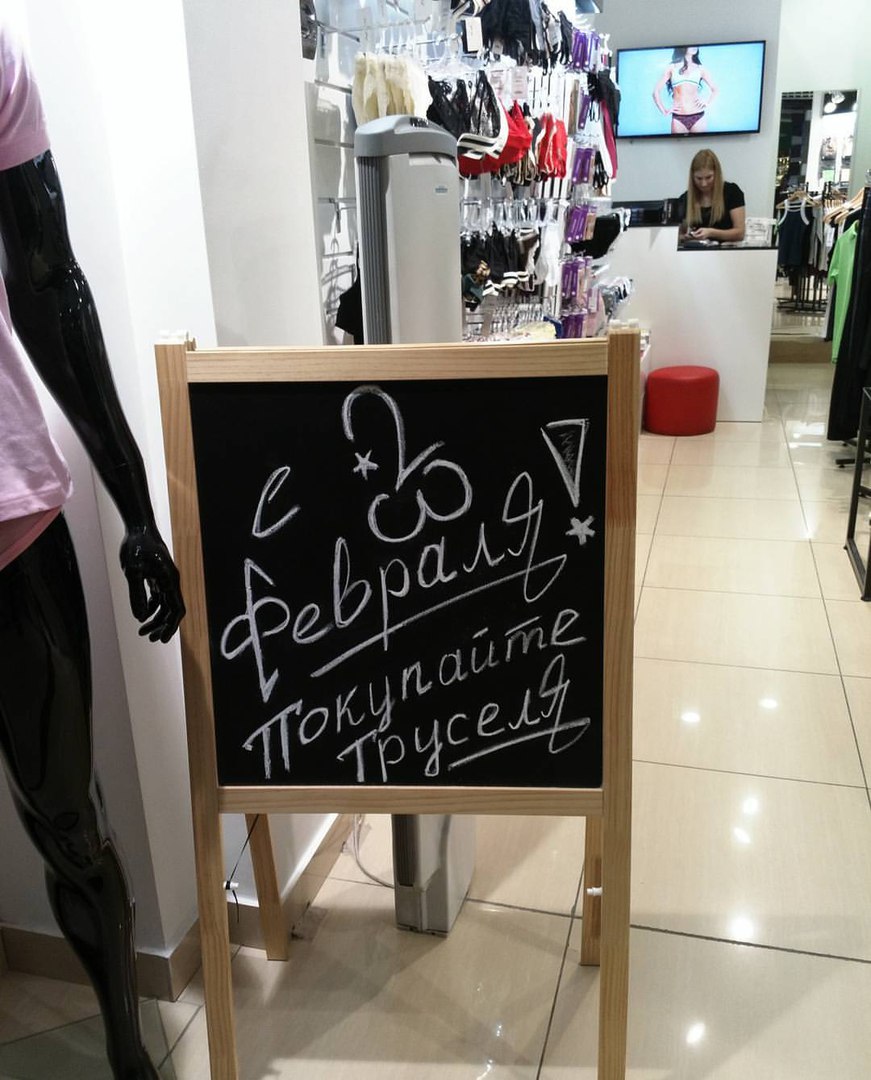 с 23
февраля!
Покупайте
труселя